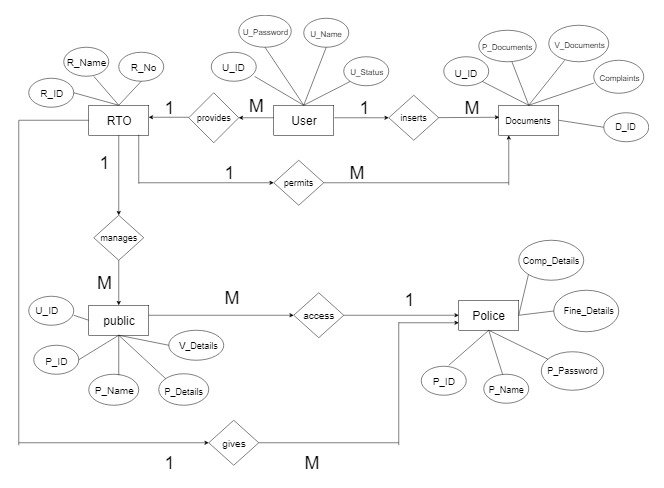 U_Password
U_Name
P_Documents
V_Documents
R_Name
R_No
U_ID
U_Status
U_ID
Complaints
R_ID
RTO
1
provides
M
User
1
inserts
M
Documents
D_ID
1
1
permits
M
manages
M
Comp_Details
U_ID
public
M
access
1
Police
Fine_Details
V_Details
P_ID
P_Name
P_Details
P_ID
P_Name
P_Password
gives
1
M